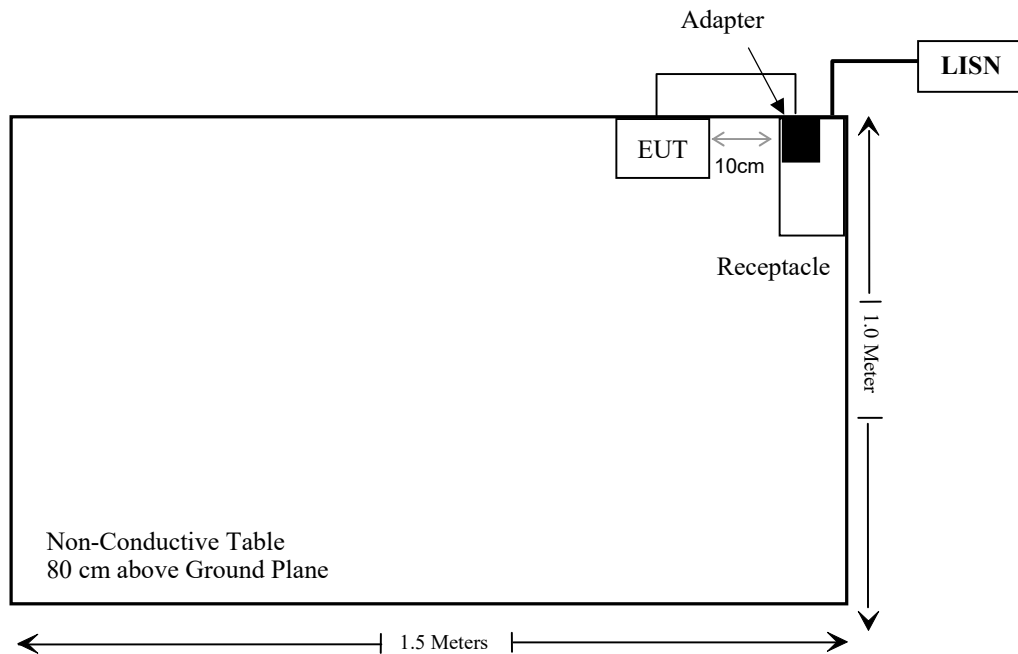 Adapter
LISN
EUT
10cm
Receptacle
1.0 Meter
Non-Conductive Table
80 cm above Ground Plane
1.5 Meters